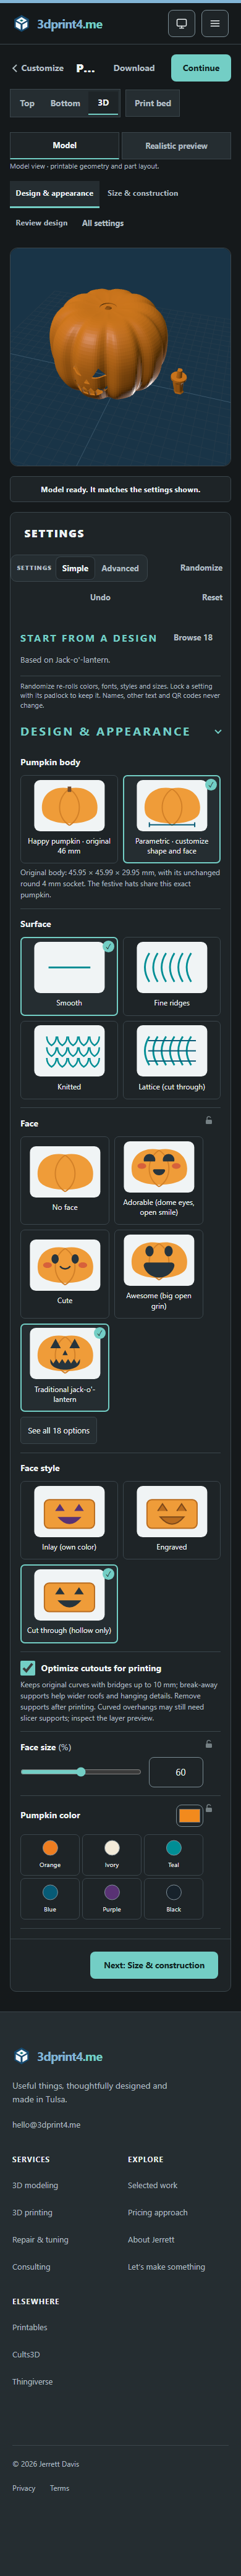 3dprint4.me
Customize
P...
Download
Continue
Top
Bottom
3D
Print bed
Model
Realistic preview
Model view · printable geometry and part layout.
Design & appearance
Size & construction
Review design
All settings
Model ready. It matches the settings shown.
SETTINGS
SETTINGS
Simple
Advanced
Randomize
Undo
Reset
START FROM A DESIGN
Browse 18
Based on Jack-o'-lantern.
Randomize re-rolls colors, fonts, styles and sizes. Lock a setting
with its padlock to keep it. Names, other text and QR codes never
change.
DESIGN & APPEARANCE
Pumpkin body
Happy pumpkin · original
46 mm
Parametric · customize
shape and face
Original body: 45.95 × 45.99 × 29.95 mm, with its unchanged
round 4 mm socket. The festive hats share this exact
pumpkin.
Surface
Smooth
Fine ridges
Knitted
Lattice (cut through)
Face
No face
Adorable (dome eyes,
open smile)
Cute
Awesome (big open
grin)
Traditional jack-o'-
lantern
See all 18 options
Face style
Inlay (own color)
Engraved
Cut through (hollow only)
Optimize cutouts for printing
Keeps original curves with bridges up to 10 mm; break-away
supports help wider roofs and hanging details. Remove
supports after printing. Curved overhangs may still need
slicer supports; inspect the layer preview.
Face size (%)
60
Pumpkin color
Orange
Ivory
Teal
Blue
Purple
Black
Next: Size & construction
3dprint4.me
Useful things, thoughtfully designed and
made in Tulsa.
hello@3dprint4.me
SERVICES
EXPLORE
3D modeling
Selected work
3D printing
Pricing approach
Repair & tuning
About Jerrett
Consulting
Let's make something
ELSEWHERE
Printables
Cults3D
Thingiverse
© 2026 Jerrett Davis
Privacy
Terms